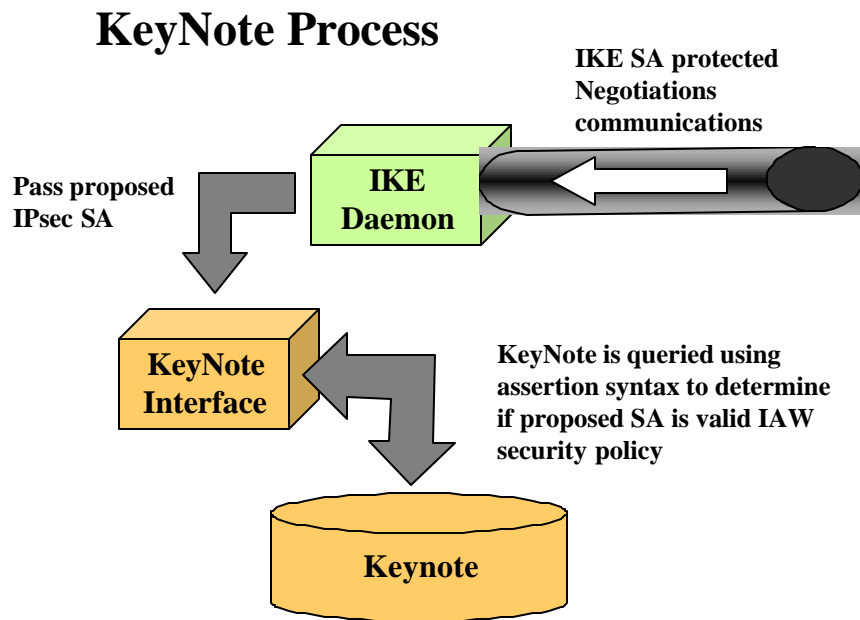 KeyNote Process
IKE SA protected
Negotiations
communications
IKE
Daemon
Pass proposed
IPsec SA
KeyNote
Interface
KeyNote is queried using
assertion syntax to determine
if proposed SA is valid IAW
security policy
Keynote